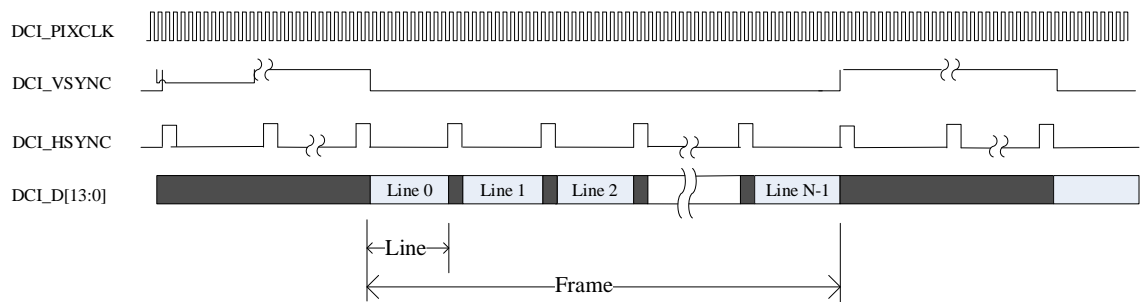 DCI_PIXCLK
DCI_VSYNC
DCI_HSYNC
DCI_D[13:0] Line 0 Line 1 Line 2 Line N-1
Line
Frame